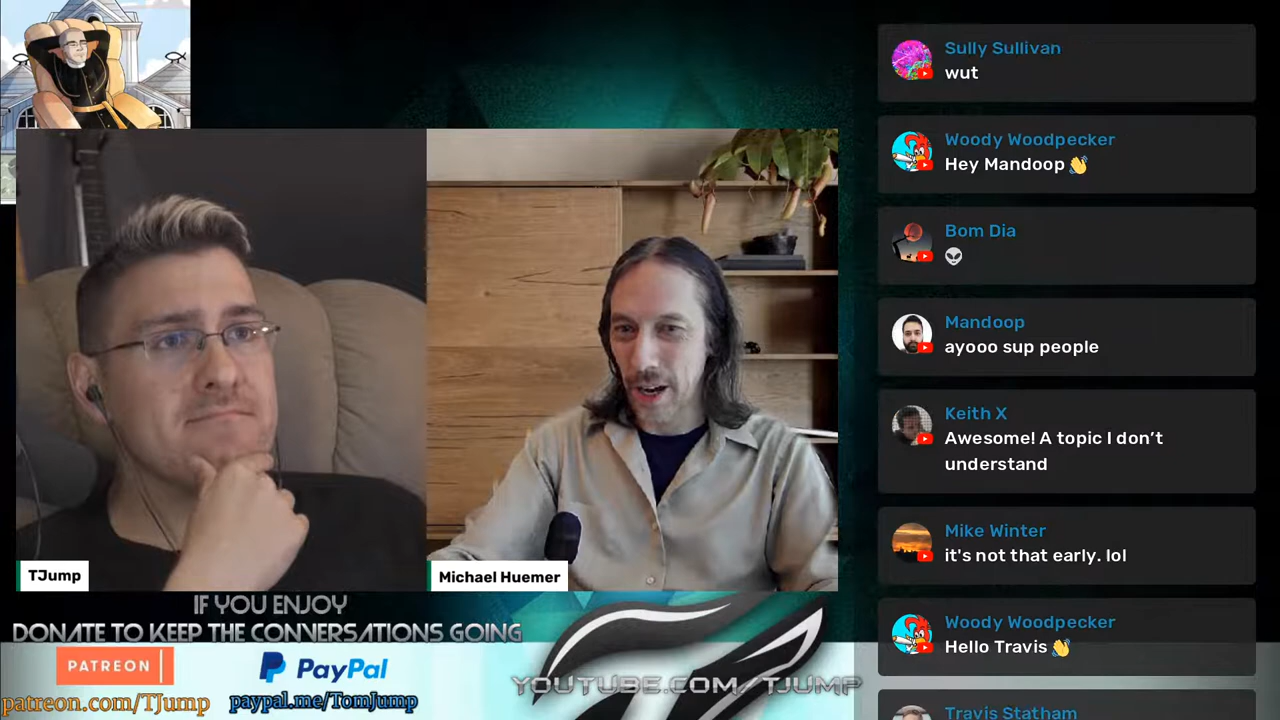 Sully Sullivan
wut
Woody Woodpecker
Hey Mandoop 👋
Bom Dia
👽
Mandoop
ayooo sup people
Keith X
Awesome! A topic I don’t
understand
Mike Winter
it's not that early. lol
Woody Woodpecker
Hello Travis 👋
Travis Statham
TJump
Michael Huemer
IF YOU ENJOY
DONATE TO KEEP THE CONVERSATIONS GOING
PATREON
PayPal
patreon.com/TJump
paypal.me/TomJump
YOUTUBE.COM/TJUMP